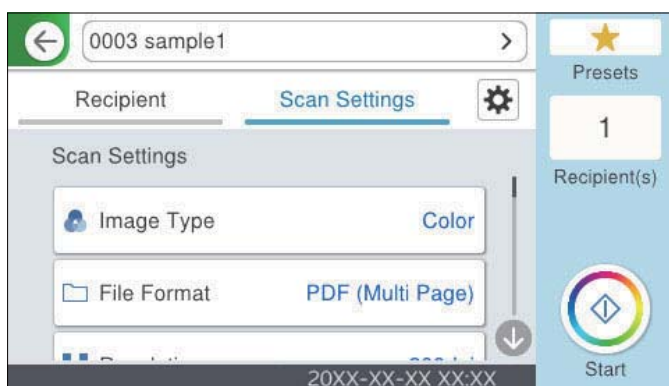 0003 sample1
Presets
Recipient
Scan Settings
1
Recipient(s)
Scan Settings
Image Type
Color
File Format
PDF (Multi Page)
Start
20XX-XX-XX XX:XX